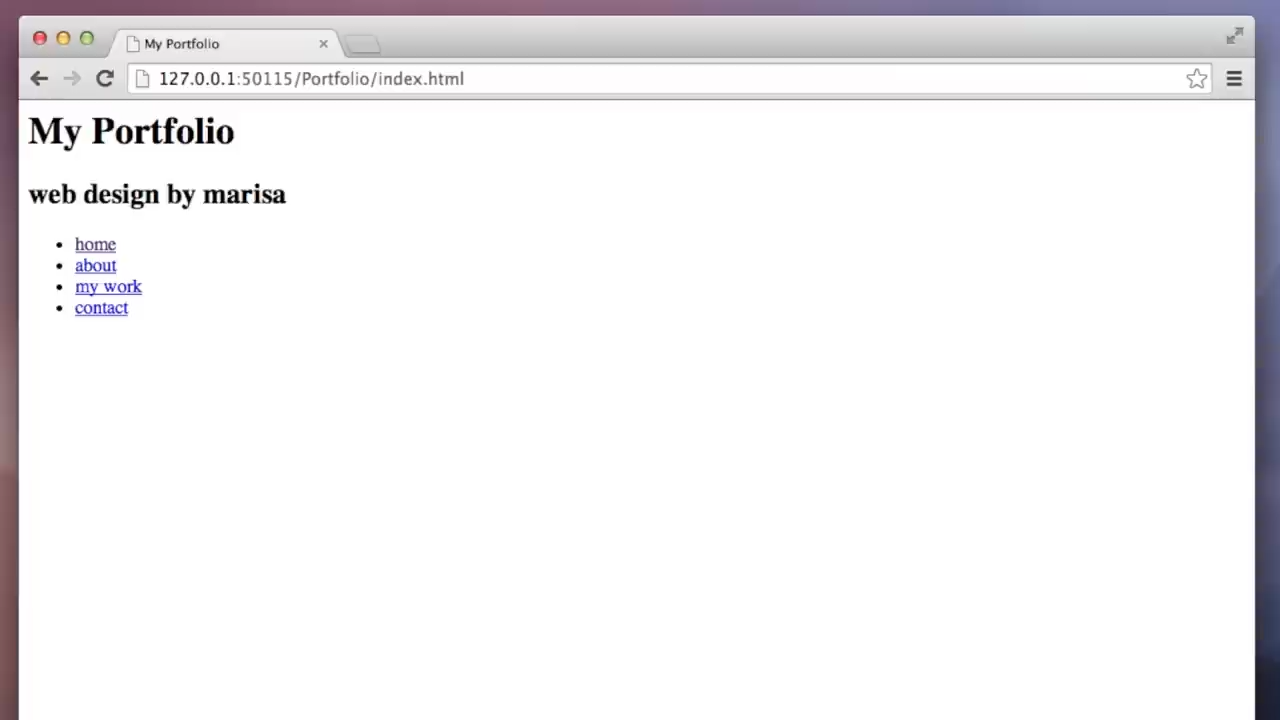 My Portfolio
127.0.0.1:50115/Portfolio/index.html
My Portfolio
web design by marisa
home
about
my work
contact